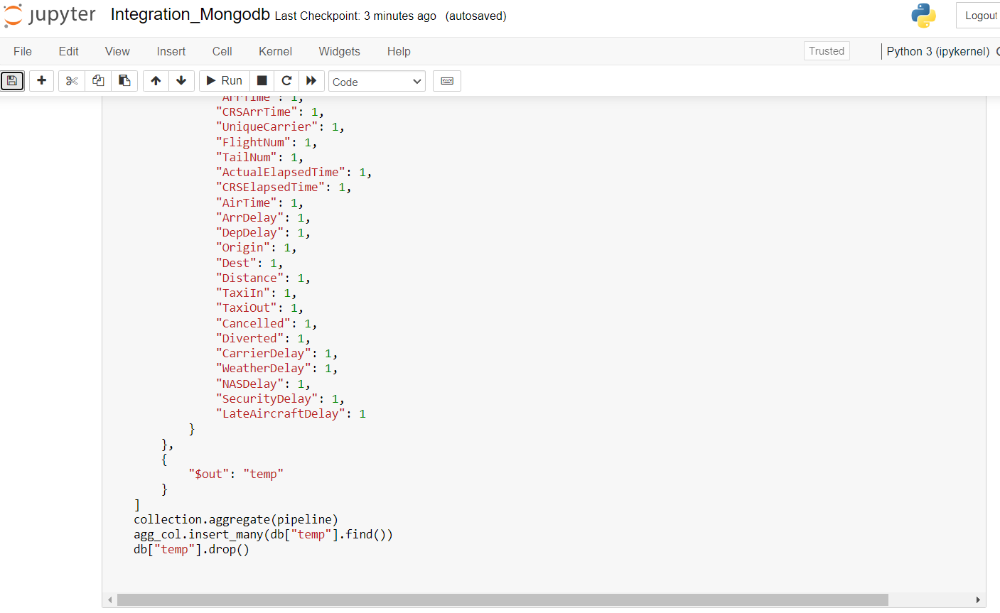 jupyter Integration_Mongodb Last Checkpoint: 3 minutes ago (autosaved) Logout
File Edit View Insert Cell Kernel Widgets Help Trusted Python 3 (ipykernel)
Run Code
"ArrTime": 1,
"CRSArrTime": 1,
"UniqueCarrier": 1,
"FlightNum": 1,
"TailNum": 1,
"ActualElapsedTime": 1,
"CRSElapsedTime": 1,
"AirTime": 1,
"ArrDelay": 1,
"DepDelay": 1,
"Origin": 1,
"Dest": 1,
"Distance": 1,
"TaxiIn": 1,
"TaxiOut": 1,
"Cancelled": 1,
"Diverted": 1,
"CarrierDelay": 1,
"WeatherDelay": 1,
"NASDelay": 1,
"SecurityDelay": 1,
"LateAircraftDelay": 1
}
},
{
"$out": "temp"
}
]
collection.aggregate(pipeline)
agg_col.insert_many(db["temp"].find())
db["temp"].drop()